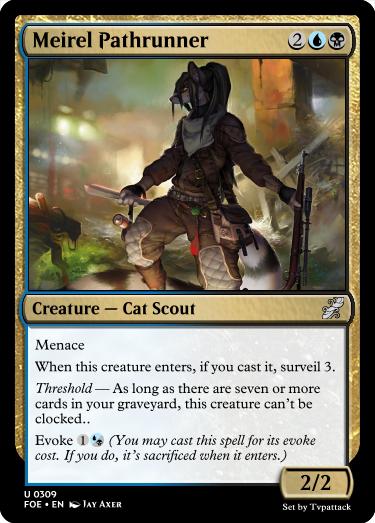 Meirel Pathrunner 2
Creature — Cat Scout
Menace
When this creature enters, if you cast it, surveil 3.
Threshold — As long as there are seven or more
cards in your graveyard, this creature can't be
clocked..
Evoke 1 (You may cast this spell for its evoke
cost. If you do, it's sacrificed when it enters.)
2/2
U 0309
FOE • EN Jay Axer
Set by Tvpattack